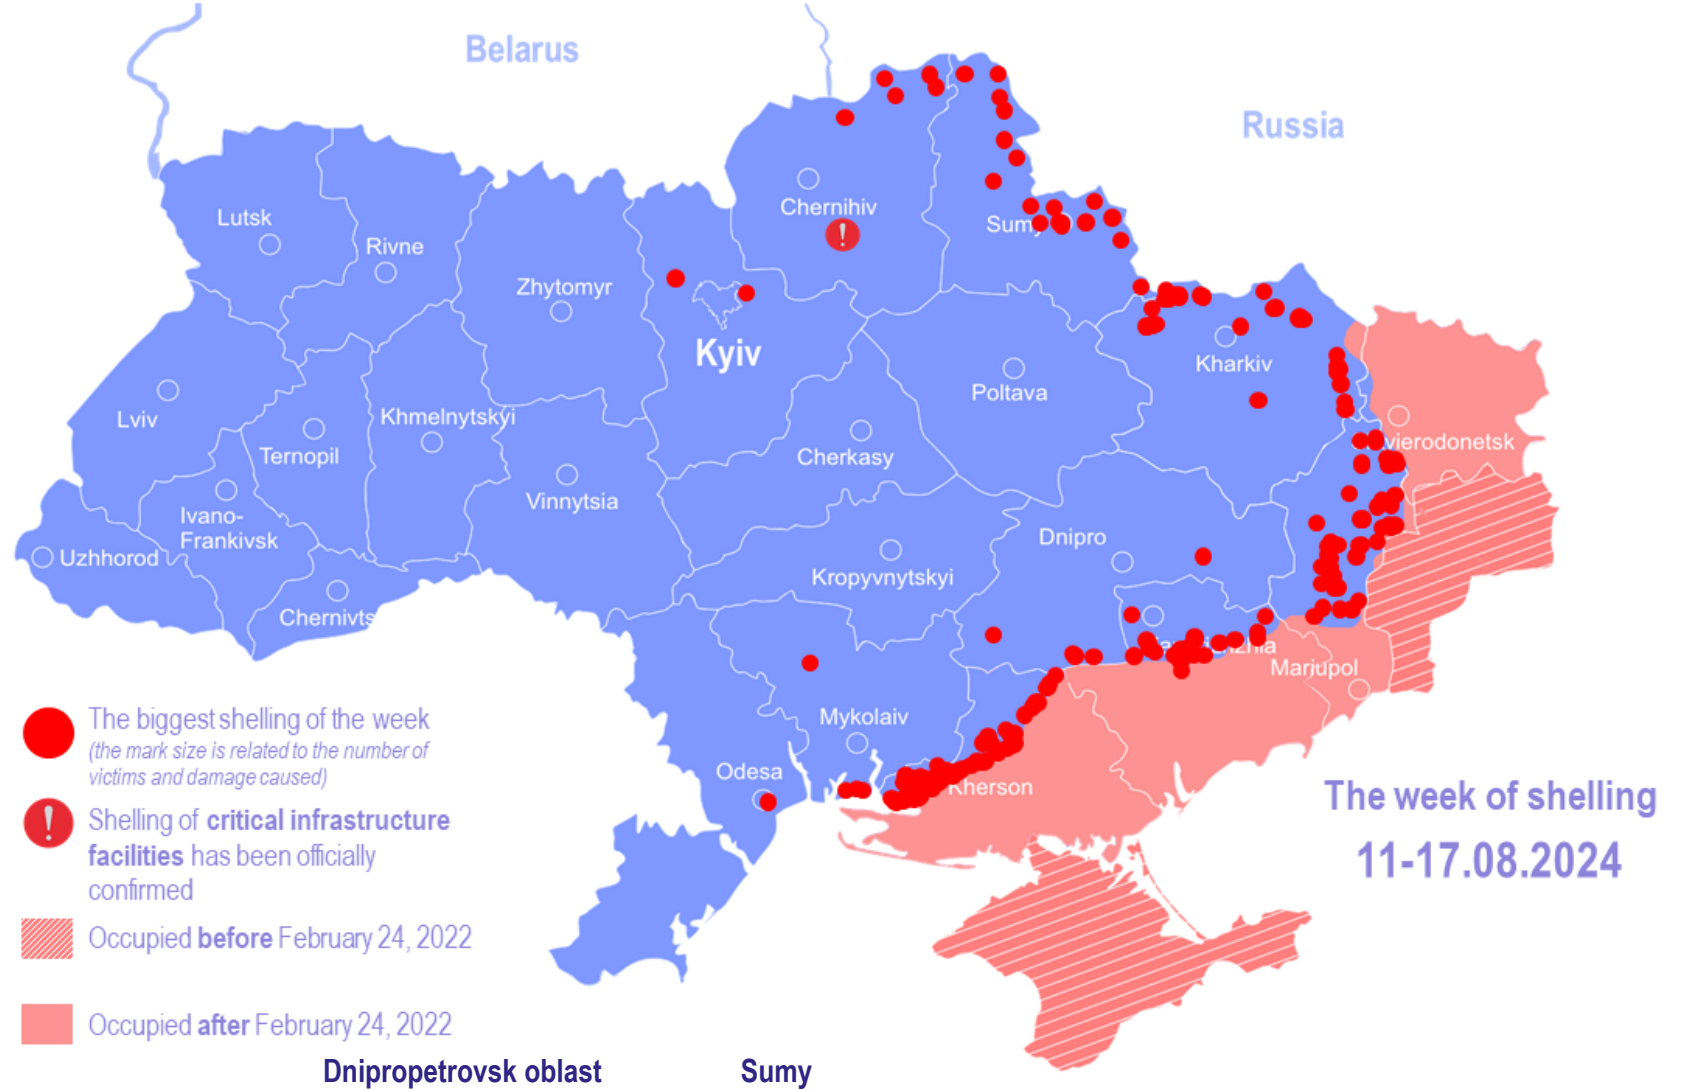 Belarus
Russia
Lutsk
Rivne
Chernihiv
Sumy
Zhytomyr
Kyiv
Kharkiv
Poltava
Lviv
Khmelnytskyi
Ternopil
Cherkasy
vierodonetsk
Vinnytsia
Ivano-
Frankivsk
Uzhhorod
Dnipro
Kropyvnytskyi
Chernivts
Mariupol
Mykolaiv
Odesa
Kherson
The biggest shelling of the week
(the mark size is related to the number of
victims and damage caused)
Shelling of critical infrastructure
facilities has been officially
confirmed
Occupied before February 24, 2022
Occupied after February 24, 2022
The week of shelling
11-17.08.2024
Dnipropetrovsk oblast
Sumy